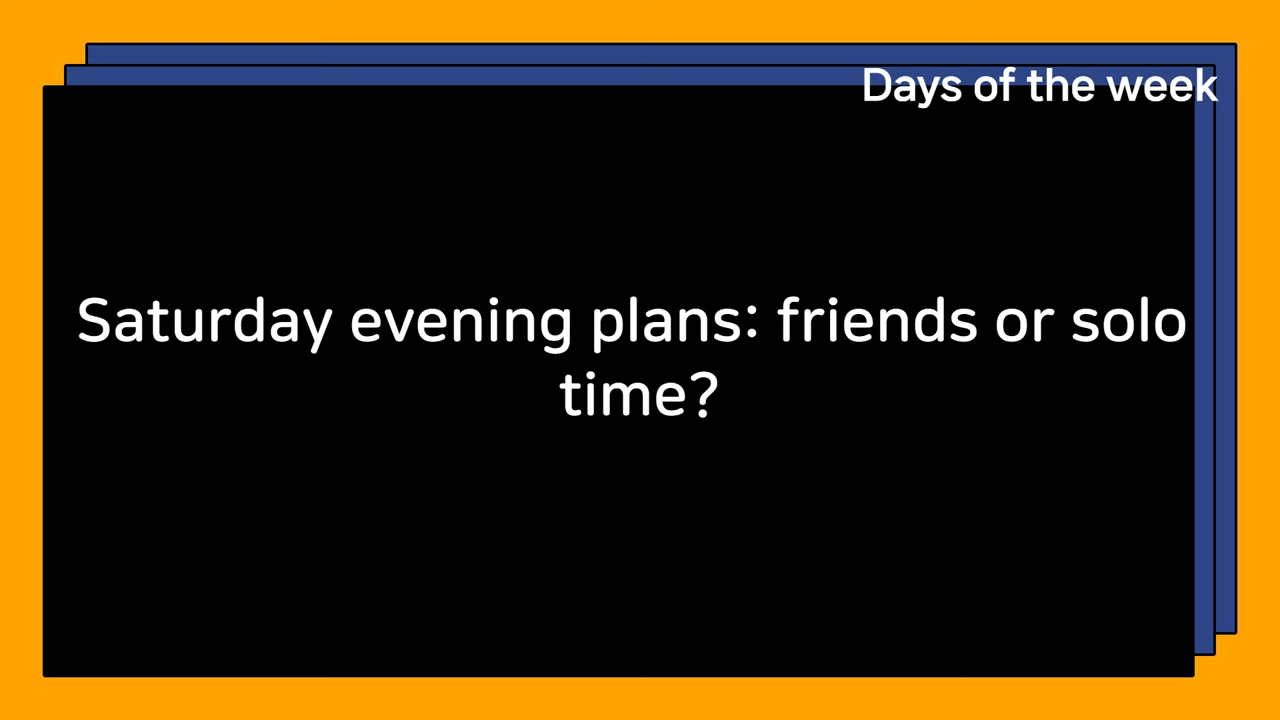 Days of the week
Saturday evening plans: friends or solo
time?